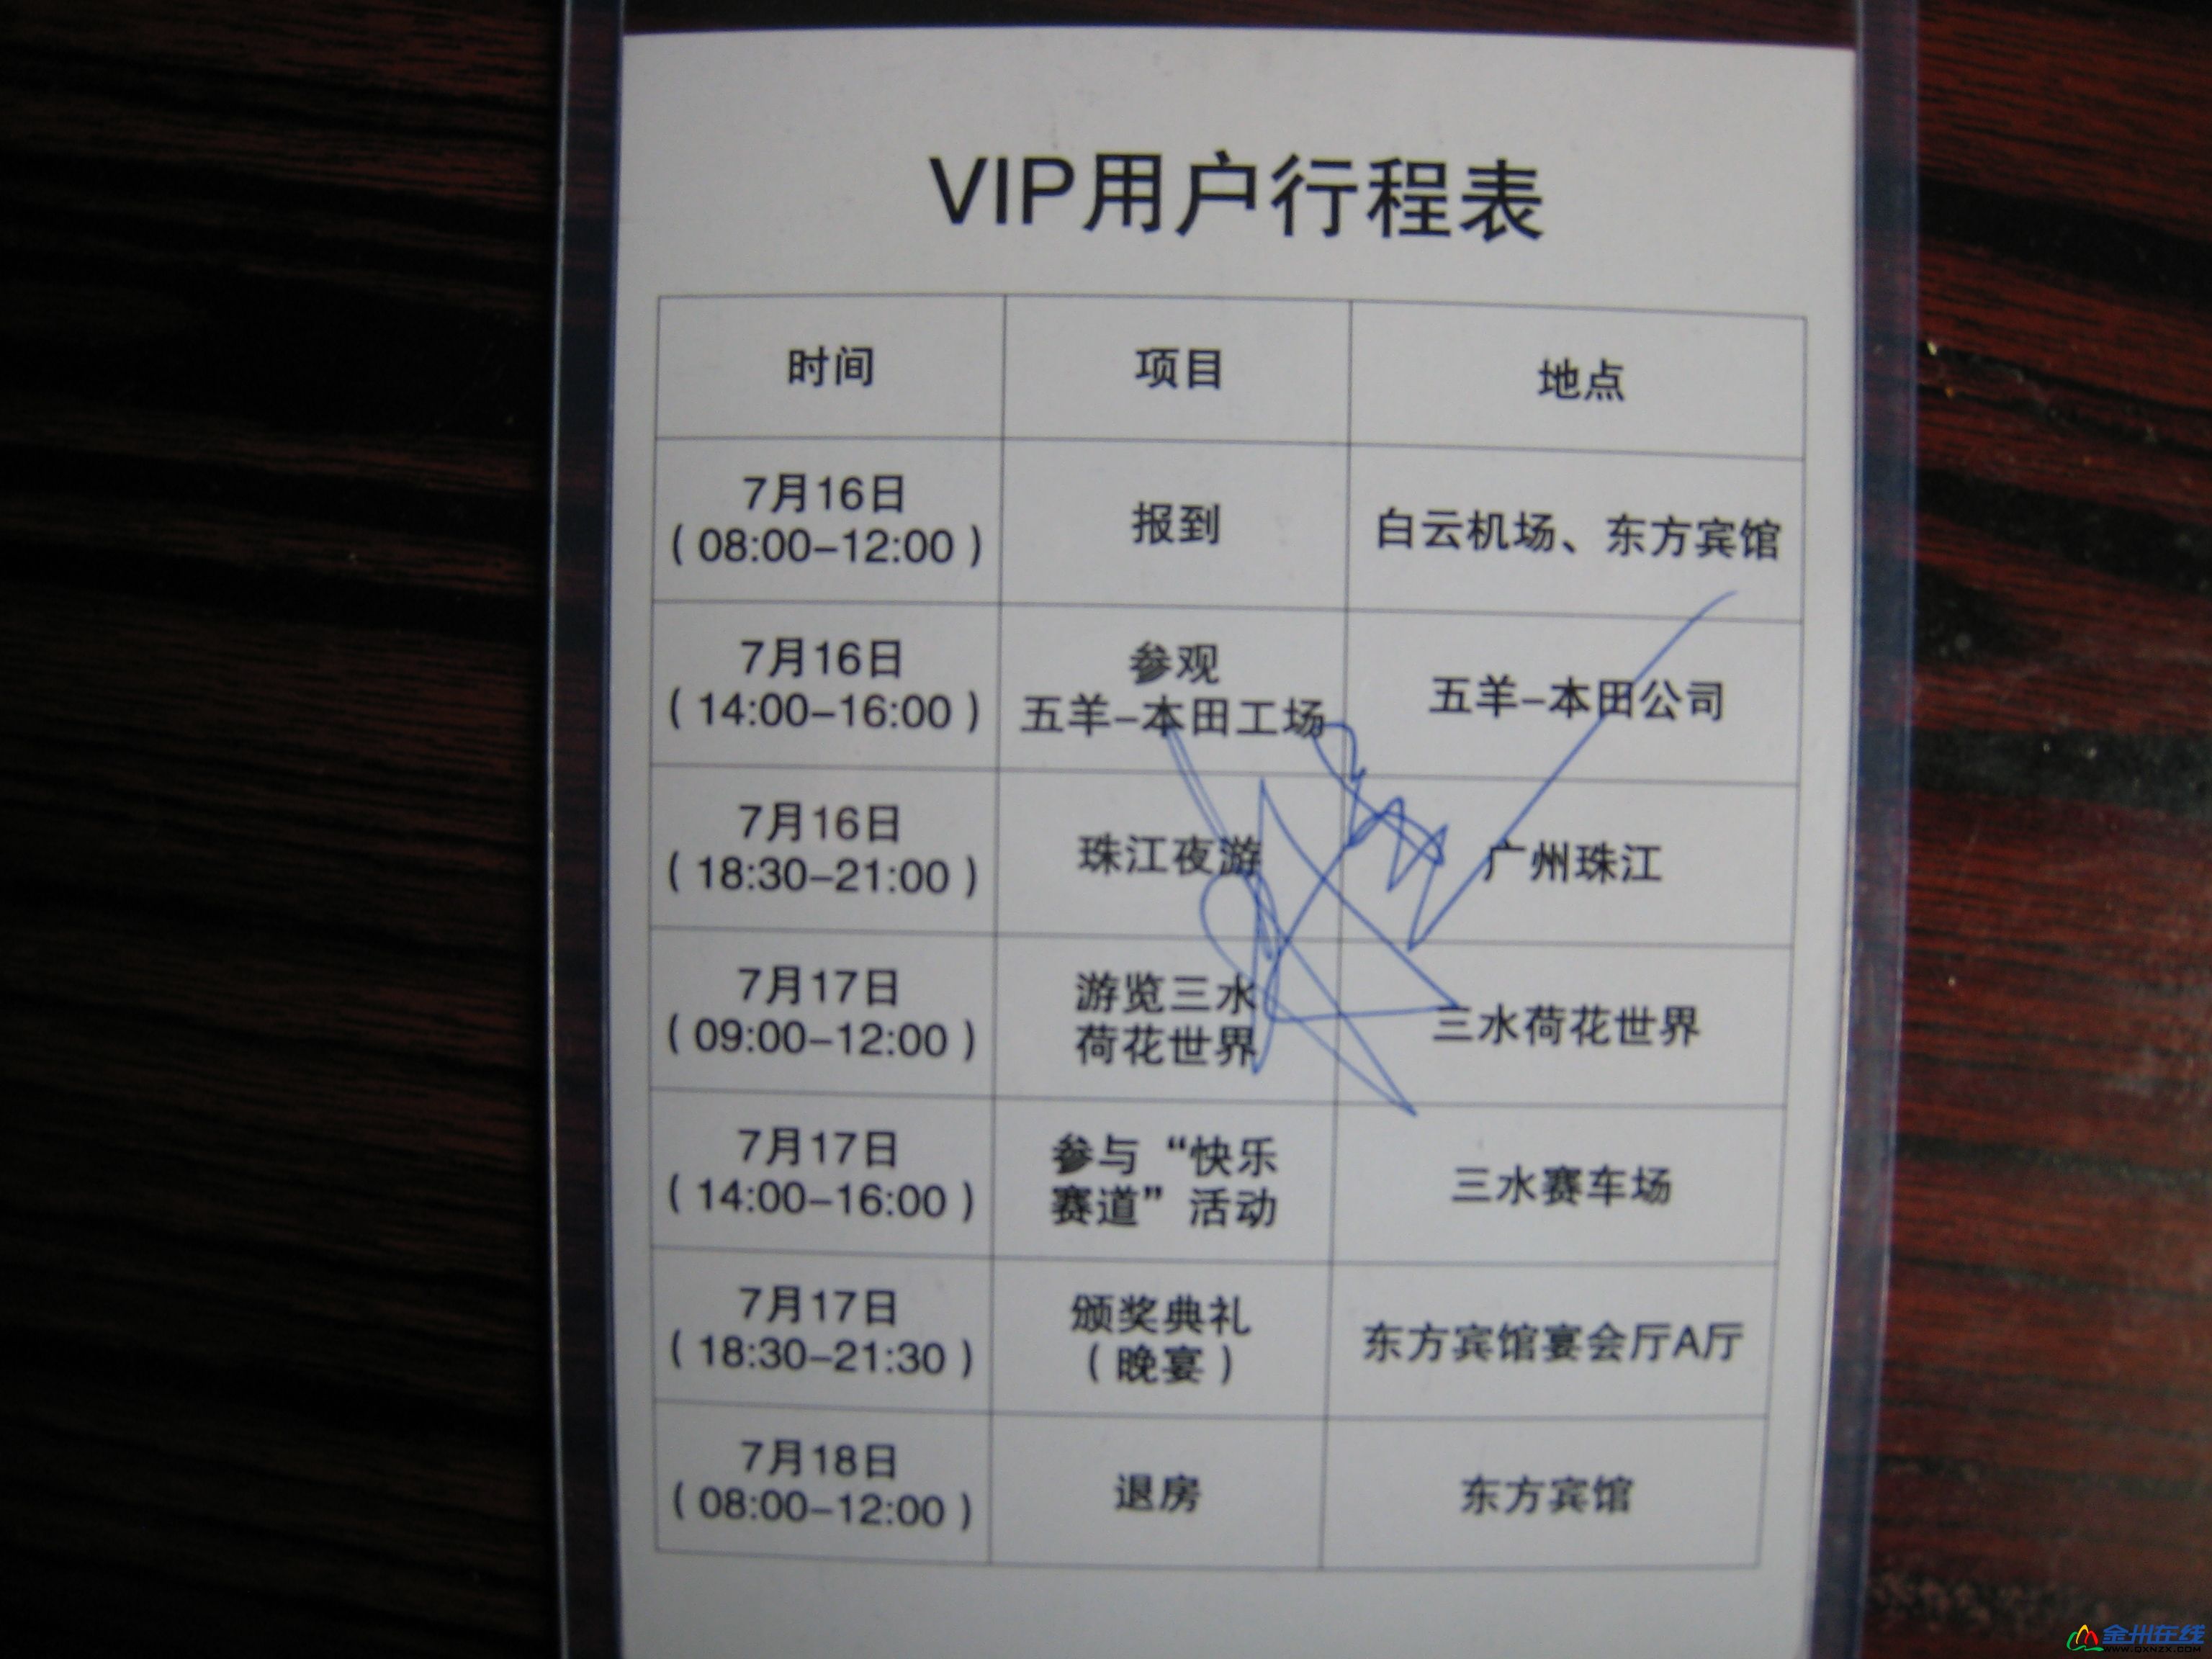 VIP用户行程表
时间 项目 地点
7月16日
(08:00-12:00) 报到 白云机场、东方宾馆
7月16日 参观
(14:00-16:00) 五羊-本田工场 五羊-本田公司
7月16日
(18:30-21:00) 珠江夜游 广州珠江
7月17日 游览三水
(09:00-12:00) 荷花世界 三水荷花世界
7月17日 参与“快乐
(14:00-16:00) 赛道”活动 三水赛车场
7月17日 颁奖典礼
(18:30-21:30) (晚宴) 东方宾馆宴会厅A厅
7月18日
(08:00-12:00) 退房 东方宾馆
金州在线
WWW.QXNZX.COM